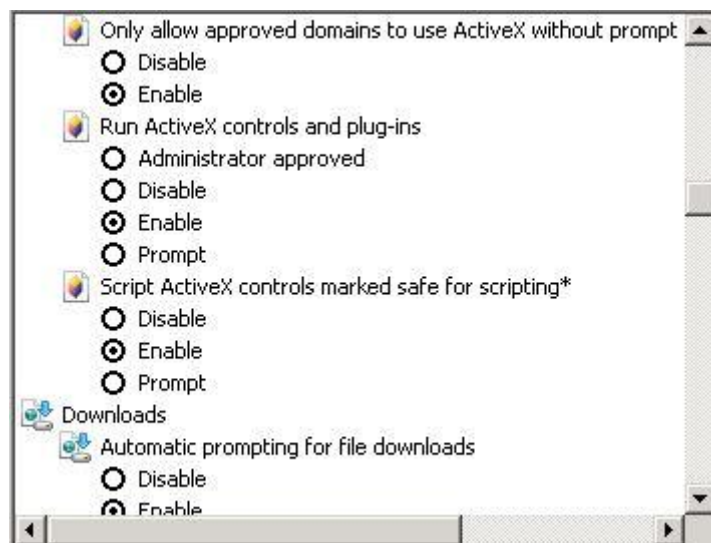 Only allow approved domains to use ActiveX without prompt
Disable
Enable
Run ActiveX controls and plug-ins
Administrator approved
Disable
Enable
Prompt
Script ActiveX controls marked safe for scripting*
Disable
Enable
Prompt
Downloads
Automatic prompting for file downloads
Disable
Enable